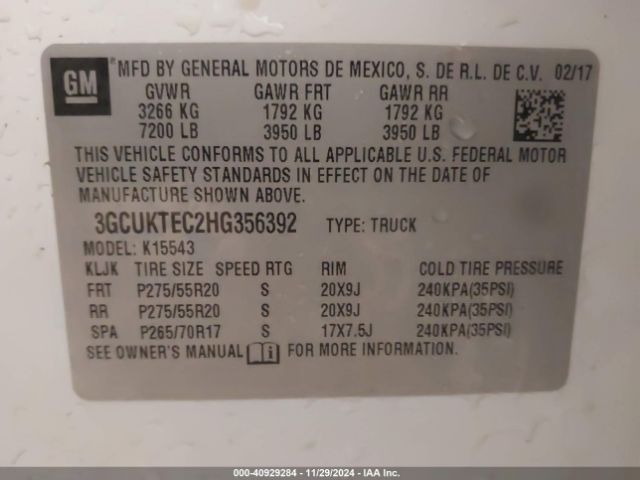 GM
MFD BY GENERAL MOTORS DE MEXICO, S. DE R.L. DE C.V. 02/17
GVWR GAWR FRT GAWR RR
3266 KG 1792 KG 1792 KG
7200 LB 3950 LB 3950 LB
THIS VEHICLE CONFORMS TO ALL APPLICABLE U.S. FEDERAL MOTOR
VEHICLE SAFETY STANDARDS IN EFFECT ON THE DATE OF
MANUFACTURE SHOWN ABOVE.
3GCUKTEC2HG356392 TYPE: TRUCK
MODEL: K15543
KLJK TIRE SIZE SPEED RTG RIM COLD TIRE PRESSURE
FRT P275/55R20 S 20X9J 240KPA(35PSI)
RR P275/55R20 S 20X9J 240KPA(35PSI)
SPA P265/70R17 S 17X7.5J 240KPA(35PSI)
SEE OWNER'S MANUAL FOR MORE INFORMATION.
000-40929284 - 11/29/2024 - IAA Inc.